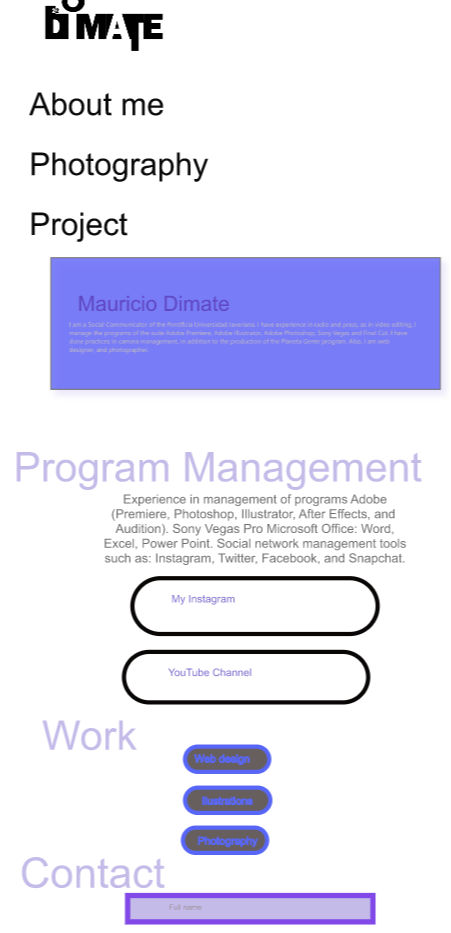 DIMATE
About me
Photography
Project
Mauricio Dimate
I am a Social Communicator of the Pontificia Universidad Javeriana. I have experience in radio and press, as in video editing, I
manage the programs of the suite Adobe Premiere, Adobe Illustrator, Adobe Photoshop, Sony Vegas and Final Cut. I have
done practices in camera management, in addition to the production of the Planeta Gomo program. Also, I am web
designer, and photographer.
Program Management
Experience in management of programs Adobe
(Premiere, Photoshop, Illustrator, After Effects, and
Audition). Sony Vegas Pro Microsoft Office: Word,
Excel, Power Point. Social network management tools
such as: Instagram, Twitter, Facebook, and Snapchat.
My Instagram
YouTube Channel
Work
Web design
Ilustrations
Photography
Contact
Full name